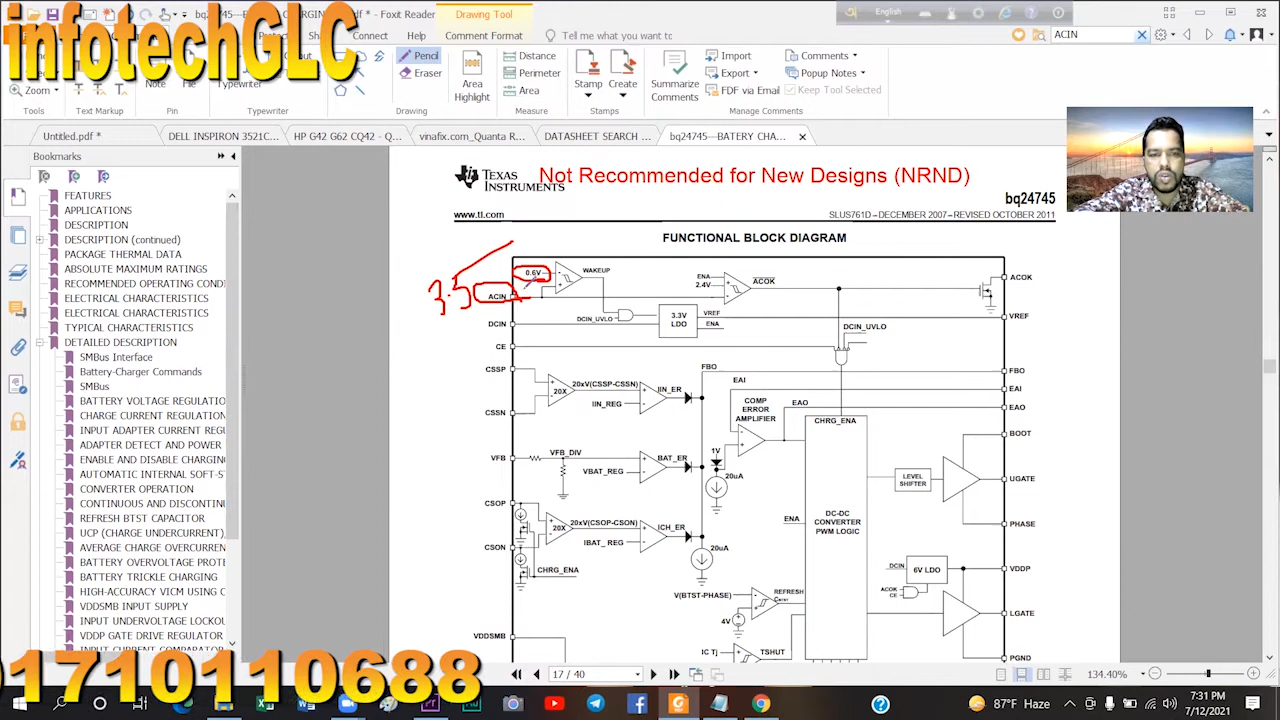 infotechGLC
CHARGIN
df * - Foxit Reader
Drawing Tool
English
Help
Comment Format
Tell me what you want to do
ACIN
Zoom
Typewriter
Note
File
Pencil
Eraser
Area
Highlight
Distance
Perimeter
Area
Stamp
Create
Summarize
Comments
Import
Export
FDF via Email
Comments
Popup Notes
Keep Tool Selected
Tools
Text Markup
Pin
Typewriter
Drawing
Measure
Stamps
Manage Comments
Untitled.pdf *
DELL INSPIRON 3521C...
HP G42 G62 CQ42 - Q...
vinafix.com_Quanta R...
DATASHEET SEARCH ...
bq24745---BATERY CHA...
Bookmarks
FEATURES
APPLICATIONS
DESCRIPTION
DESCRIPTION (continued)
PACKAGE THERMAL DATA
ABSOLUTE MAXIMUM RATINGS
RECOMMENDED OPERATING CONDI
ELECTRICAL CHARACTERISTICS
ELECTRICAL CHARACTERISTICS
TYPICAL CHARACTERISTICS
DETAILED DESCRIPTION
SMBus Interface
Battery-Charger Commands
SMBus
BATTERY VOLTAGE REGULATIO
CHARGE CURRENT REGULATION
INPUT ADAPTER CURRENT REGU
ADAPTER DETECT AND POWER
ENABLE AND DISABLE CHARGING
AUTOMATIC INTERNAL SOFT-ST
CONVERTER OPERATION
CONTINUOUS AND DISCONTIN
REFRESH BTST CAPACITOR
UCP (CHARGE UNDERCURRENT),
AVERAGE CHARGE OVERCURREN
BATTERY OVERVOLTAGE PROTE
BATTERY TRICKLE CHARGING
HIGH-ACCURACY VICM USING C
VDDSMB INPUT SUPPLY
INPUT UNDERVOLTAGE LOCKOU
VDDP GATE DRIVE REGULATOR
INPUT CURRENT COMPARATOR
TEXAS
INSTRUMENTS
Not Recommended for New Designs (NRND)
bq24745
www.ti.com
SLUS761D–DECEMBER 2007–REVISED OCTOBER 2011
FUNCTIONAL BLOCK DIAGRAM
3.5
0.6V
WAKEUP
ENA
2.4V
ACOK
ACOK
ACIN
DCIN_UVLO
3.3V
LDO
VREF
ENA
VREF
DCIN
DCIN_UVLO
CE
CSSP
FBO
FBO
20X
20xV(CSSP-CSSN)
IIN_ER
EAI
EAI
IIN_REG
COMP
ERROR
AMPLIFIER
EAO
EAO
CSSN
CHRG_ENA
BOOT
VFB
VFB_DIV
BAT_ER
1V
VBAT_REG
20uA
LEVEL
SHIFTER
UGATE
CSOP
20X
20xV(CSOP-CSON)
ICH_ER
IBAT_REG
ENA
DC-DC
CONVERTER
PWM LOGIC
PHASE
CSON
20uA
CHRG_ENA
DCIN
6V LDO
VDDP
ACOK
CE
V(BTST-PHASE)
REFRESH
CBTST
4V
LGATE
VDDSMB
IC Tj
TSHUT
PGND
01710110688
17 / 40
134.40%
87°F Haze
7:31 PM
7/12/2021